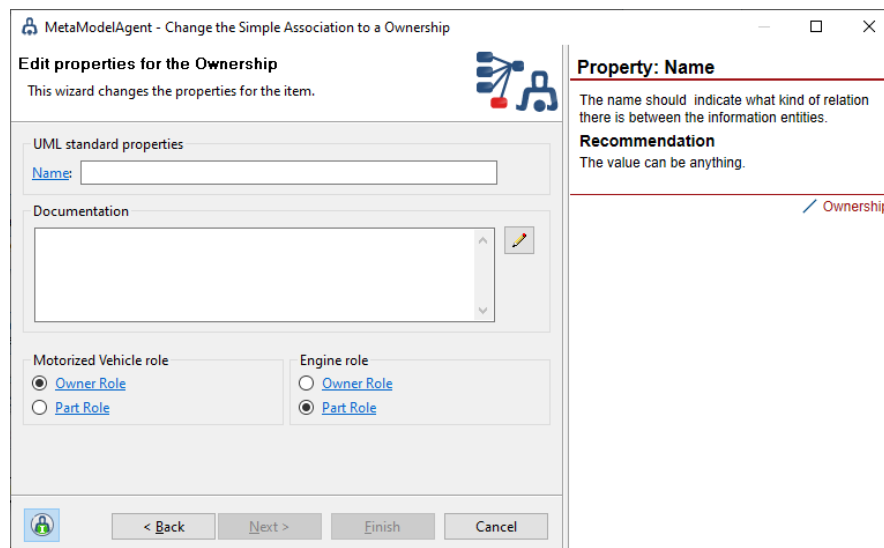 MetaModelAgent - Change the Simple Association to a Ownership
Edit properties for the Ownership
This wizard changes the properties for the item.
UML standard properties
Name:
Documentation
Motorized Vehicle role
Owner Role
Part Role
Engine role
Owner Role
Part Role
< Back
Next >
Finish
Cancel
Property: Name
The name should indicate what kind of relation
there is between the information entities.
Recommendation
The value can be anything.
Ownership